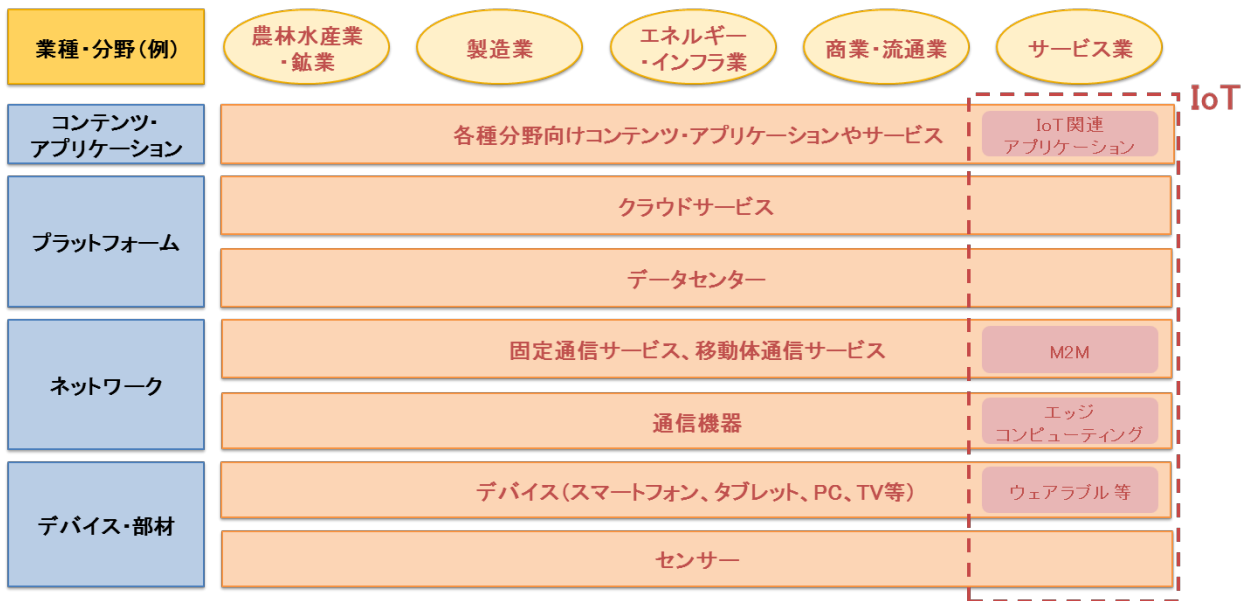 業種・分野(例)
農林水産業
・鉱業
製造業
エネルギー
・インフラ業
商業・流通業
サービス業
IoT
コンテンツ・
アプリケーション
各種分野向けコンテンツ・アプリケーションやサービス
IoT関連
アプリケーション
プラットフォーム
クラウドサービス
データセンター
ネットワーク
固定通信サービス、移動体通信サービス
M2M
通信機器
エッジ
コンピューティング
デバイス・部材
デバイス(スマートフォン、タブレット、PC、TV等)
ウェアラブル 等
センサー